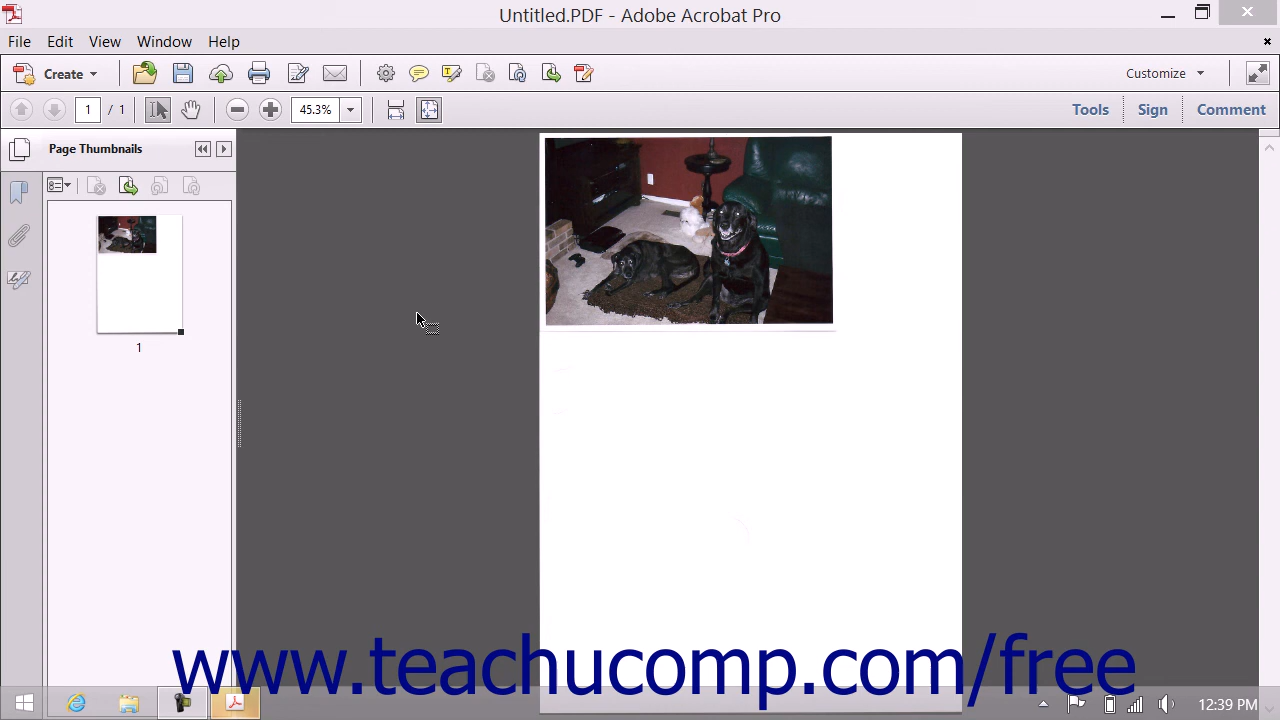 Untitled.PDF - Adobe Acrobat Pro
File Edit View Window Help
Create Customize
1 / 1 45.3% Tools Sign Comment
Page Thumbnails
1
www.teachucomp.com/free
12:39 PM